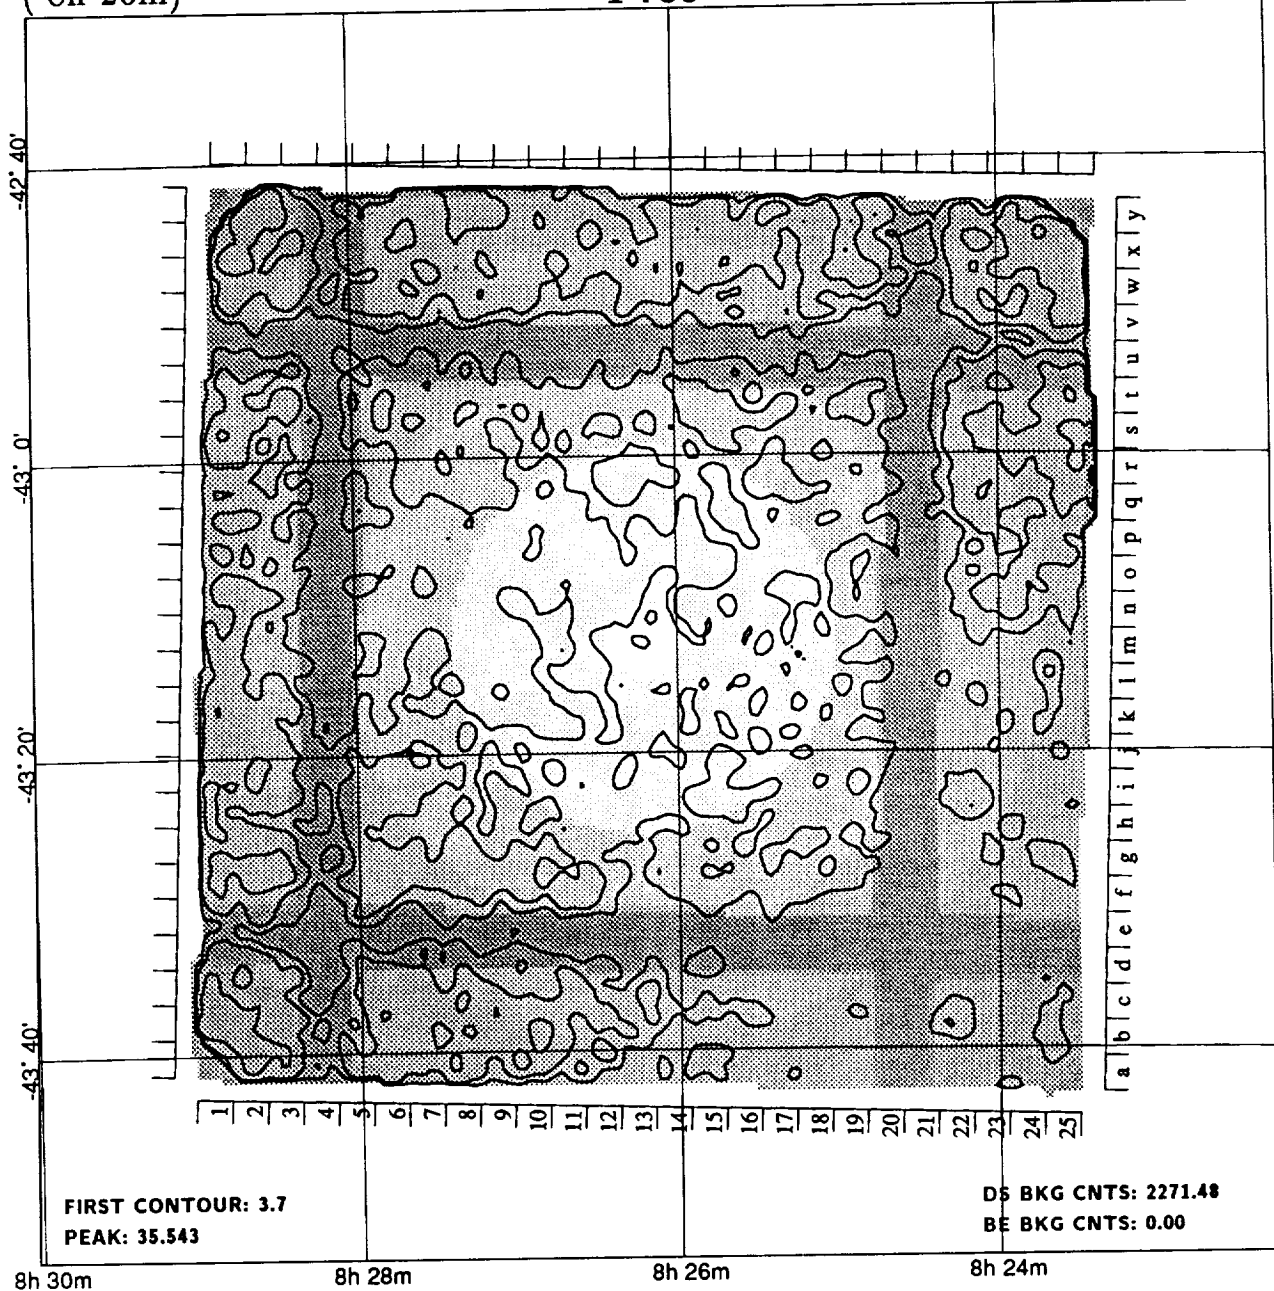 -42° 40'
y
x
w
v
u
t
s
-43° 0'
r
q
p
o
n
m
l
k
-43° 20'
j
i
h
g
f
e
d
c
-43° 40'
b
a
1 2 3 4 5 6 7 8 9 10 11 12 13 14 15 16 17 18 19 20 21 22 23 24 25
FIRST CONTOUR: 3.7
DS BKG CNTS: 2271.48
PEAK: 35.543
BE BKG CNTS: 0.00
8h 30m 8h 28m 8h 26m 8h 24m